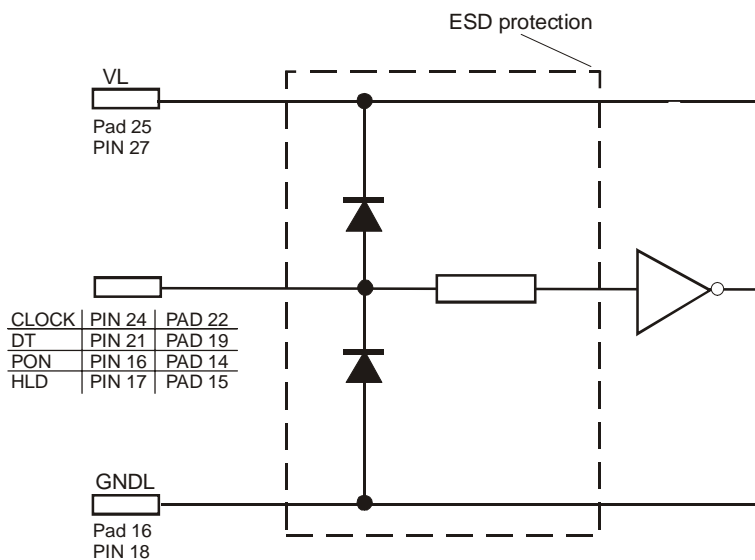 ESD protection
VL
Pad 25
PIN 27
CLOCK PIN 24 PAD 22
DT PIN 21 PAD 19
PON PIN 16 PAD 14
HLD PIN 17 PAD 15
GNDL
Pad 16
PIN 18